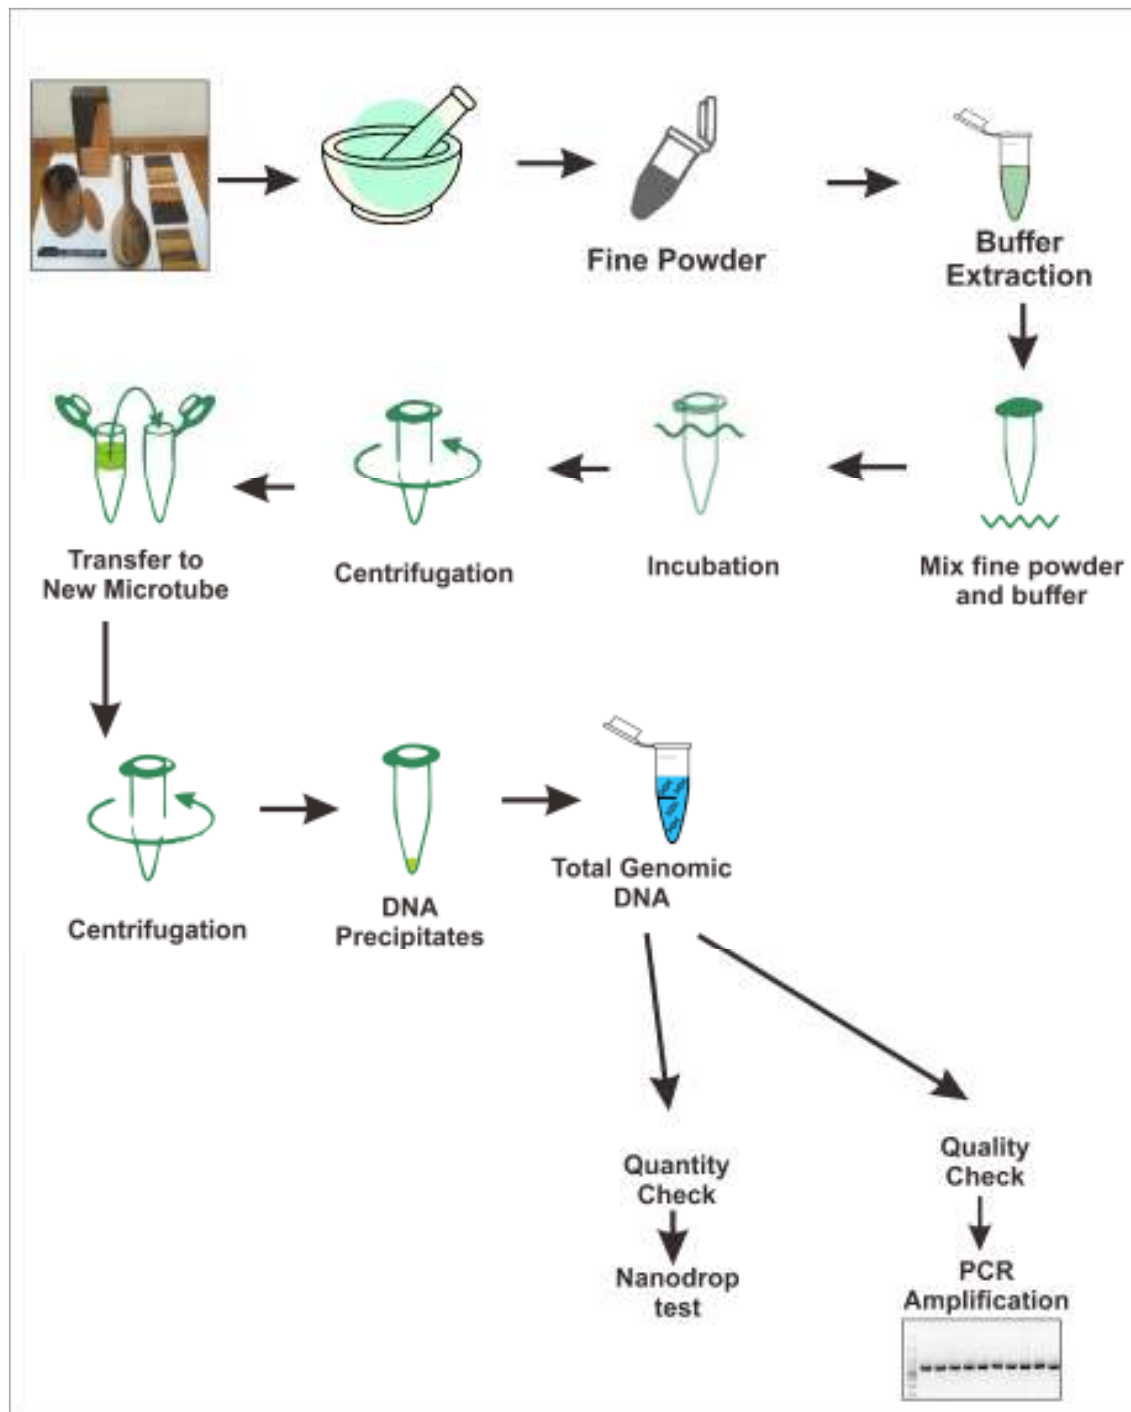 Fine Powder
Buffer
Extraction
Transfer to
New Microtube
Centrifugation
Incubation
Mix fine powder
and buffer
Centrifugation
DNA
Precipitates
Total Genomic
DNA
Quantity
Check
Nanodrop
test
Quality
Check
PCR
Amplification